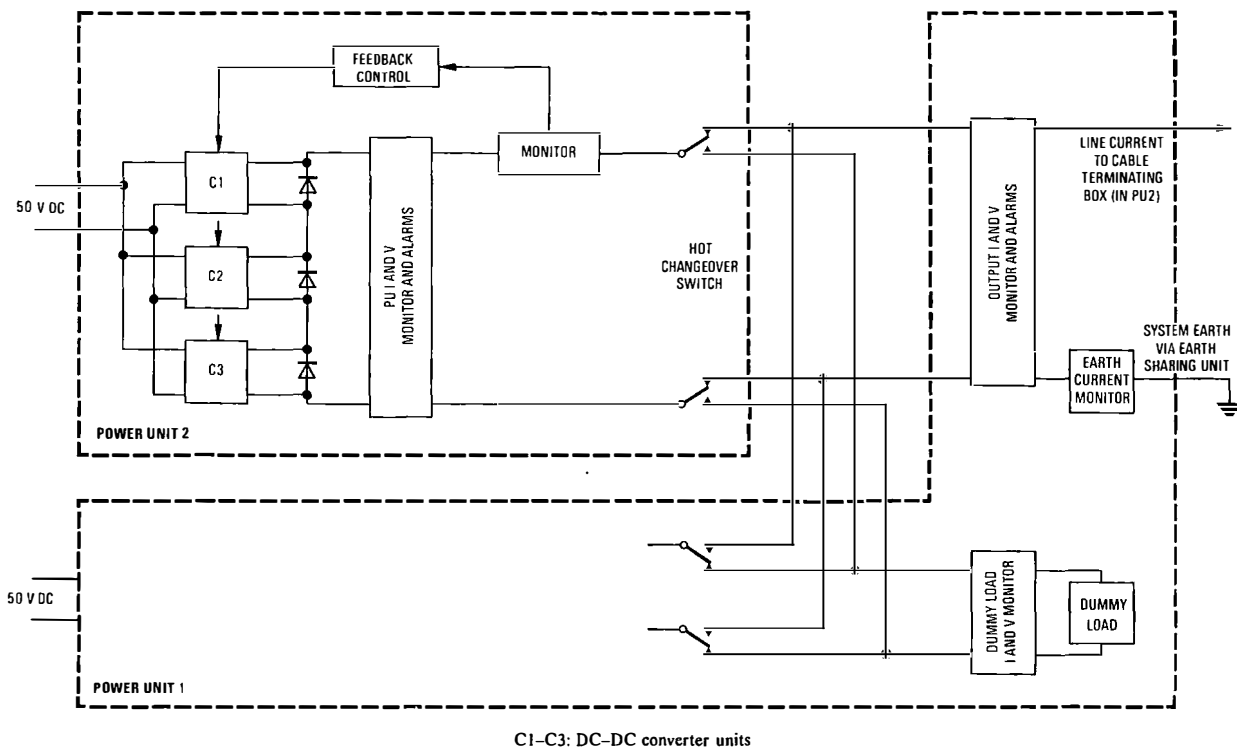 FEEDBACK
CONTROL
MONITOR
C1
50 V DC
C2
C3
PU I AND V
MONITOR AND ALARMS
HOT
CHANGEOVER
SWITCH
OUTPUT I AND V
MONITOR AND ALARMS
LINE CURRENT
TO CABLE
TERMINATING
BOX (IN PU2)
SYSTEM EARTH
VIA EARTH
SHARING UNIT
EARTH
CURRENT
MONITOR
POWER UNIT 2
50 V DC
DUMMY LOAD
I AND V MONITOR
DUMMY
LOAD
POWER UNIT 1
C1–C3: DC–DC converter units